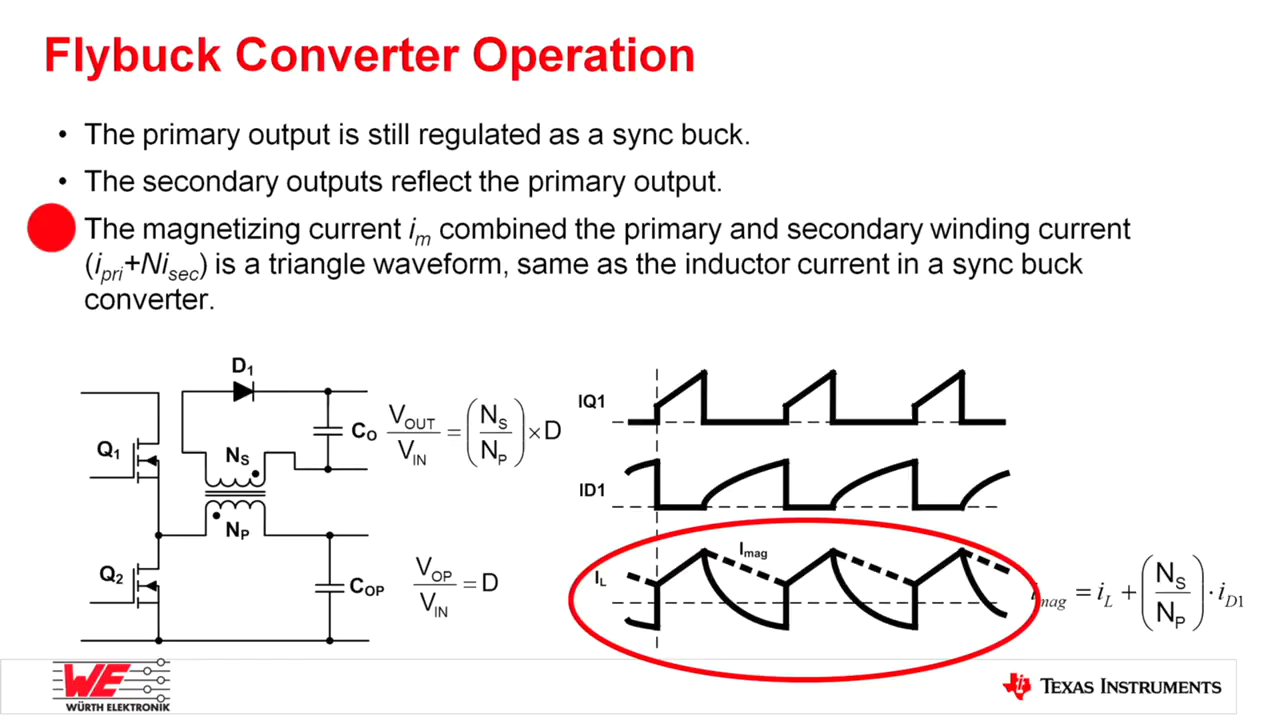 Flybuck Converter Operation
• The primary output is still regulated as a sync buck.
• The secondary outputs reflect the primary output.
The magnetizing current im combined the primary and secondary winding current
(ipri+Nisec) is a triangle waveform, same as the inductor current in a sync buck
converter.
D1
Q1
NS
NP
CO
VOUT/VIN = (NS/NP) × D
Q2
COP
VOP/VIN = D
IQ1
ID1
IL
Imag
imag = iL + (NS/NP) · iD1
WE
WÜRTH ELEKTRONIK
TEXAS INSTRUMENTS